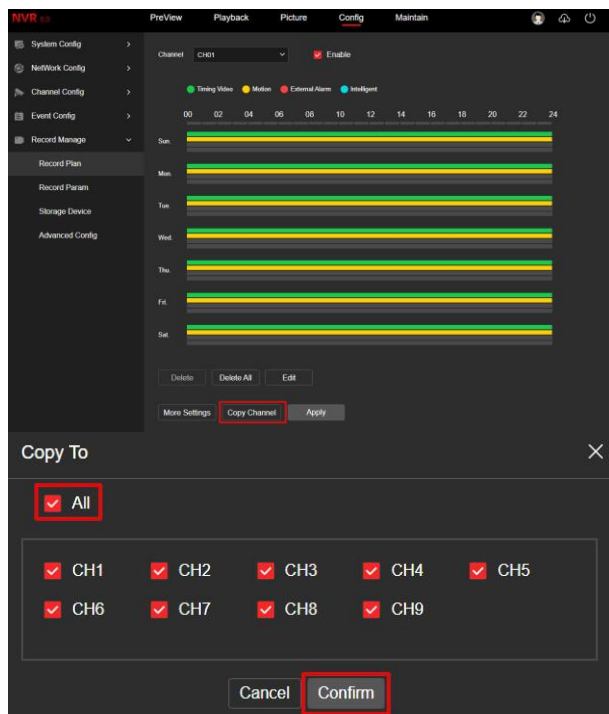 NVR PreView Playback Picture Config Maintain
System Config
NetWork Config
Channel Config
Event Config
Record Manage
Record Plan
Record Param
Storage Device
Advanced Config
Channel CH01 Enable
Timing Video Motion External Alarm Intelligent
00 02 04 06 08 10 12 14 16 18 20 22 24
Sun.
Mon.
Tue.
Wed.
Thu.
Fri.
Sat.
Delete Delete All Edit
More Settings Copy Channel Apply
Copy To
All
CH1 CH2 CH3 CH4 CH5
CH6 CH7 CH8 CH9
Cancel Confirm